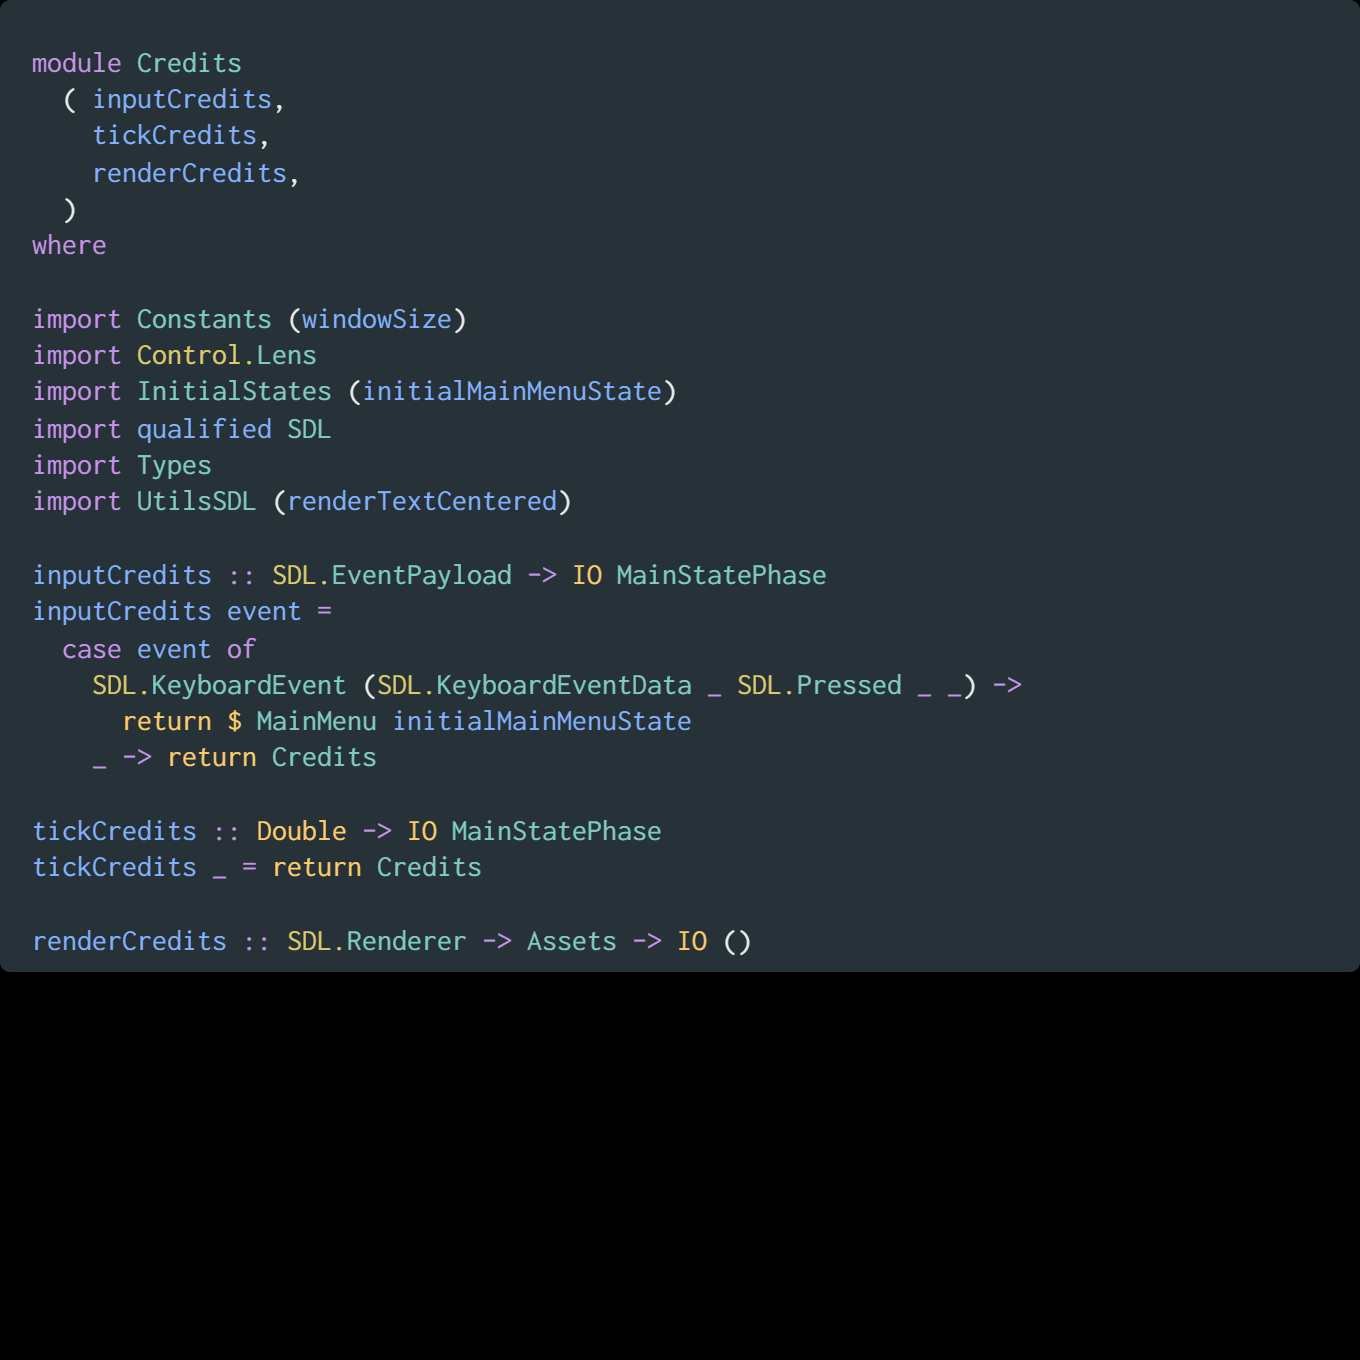 module Credits
  ( inputCredits,
    tickCredits,
    renderCredits,
  )
where

import Constants (windowSize)
import Control.Lens
import InitialStates (initialMainMenuState)
import qualified SDL
import Types
import UtilsSDL (renderTextCentered)

inputCredits :: SDL.EventPayload -> IO MainStatePhase
inputCredits event =
  case event of
    SDL.KeyboardEvent (SDL.KeyboardEventData _ SDL.Pressed _ _) ->
      return $ MainMenu initialMainMenuState
    _ -> return Credits

tickCredits :: Double -> IO MainStatePhase
tickCredits _ = return Credits

renderCredits :: SDL.Renderer -> Assets -> IO ()